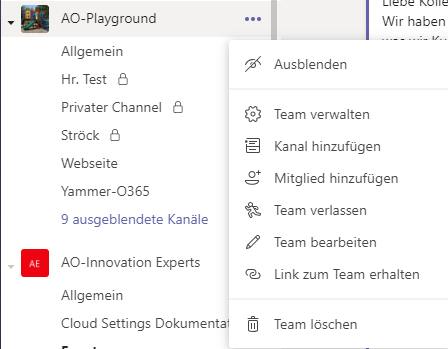 AO-Playground
Allgemein
Hr. Test
Privater Channel
Ströck
Webseite
Yammer-O365
9 ausgeblendete Kanäle
AE
AO-Innovation Experts
Allgemein
Cloud Settings Dokumentat
Liebe Kolle
Wir haben
Ausblenden
Team verwalten
Kanal hinzufügen
Mitglied hinzufügen
Team verlassen
Team bearbeiten
Link zum Team erhalten
Team löschen